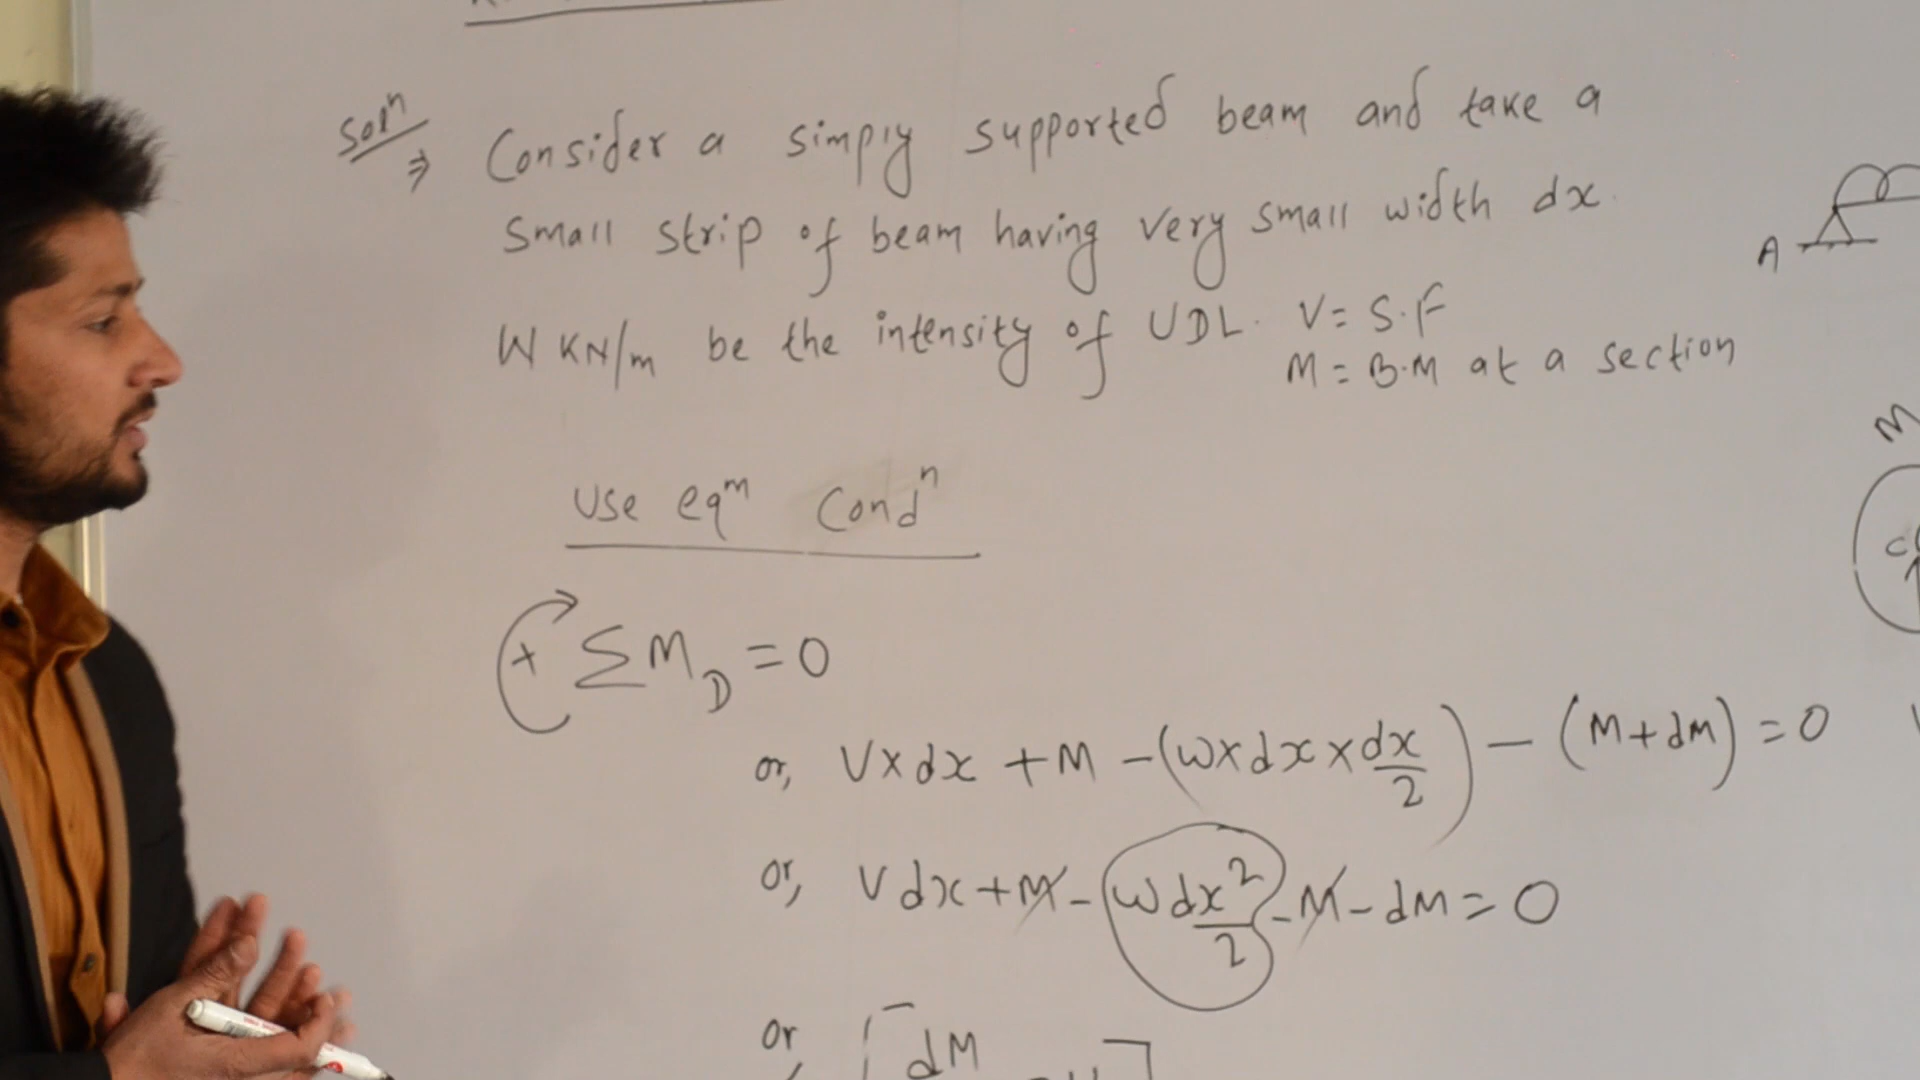 Solⁿ
⇒ Consider a simply supported beam and take a
small strip of beam having very small width dx.
W KN/m be the intensity of UDL. V = S.F
M = B.M at a section
A
M
Use eqᵐ Condⁿ
+ ΣM_D = 0
or, V×dx + M - (w×dx×dx/2) - (M+dM) = 0
or, Vdx + M - (wdx²/2) - M - dM = 0
or [dM